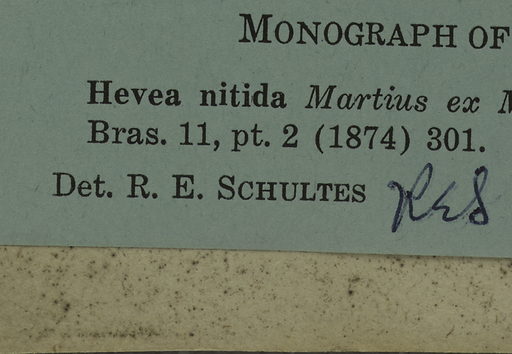 MONOGRAPH OF
Hevea nitida Martius ex
Bras. 11, pt. 2 (1874) 301.
Det. R. E. SCHULTES RES